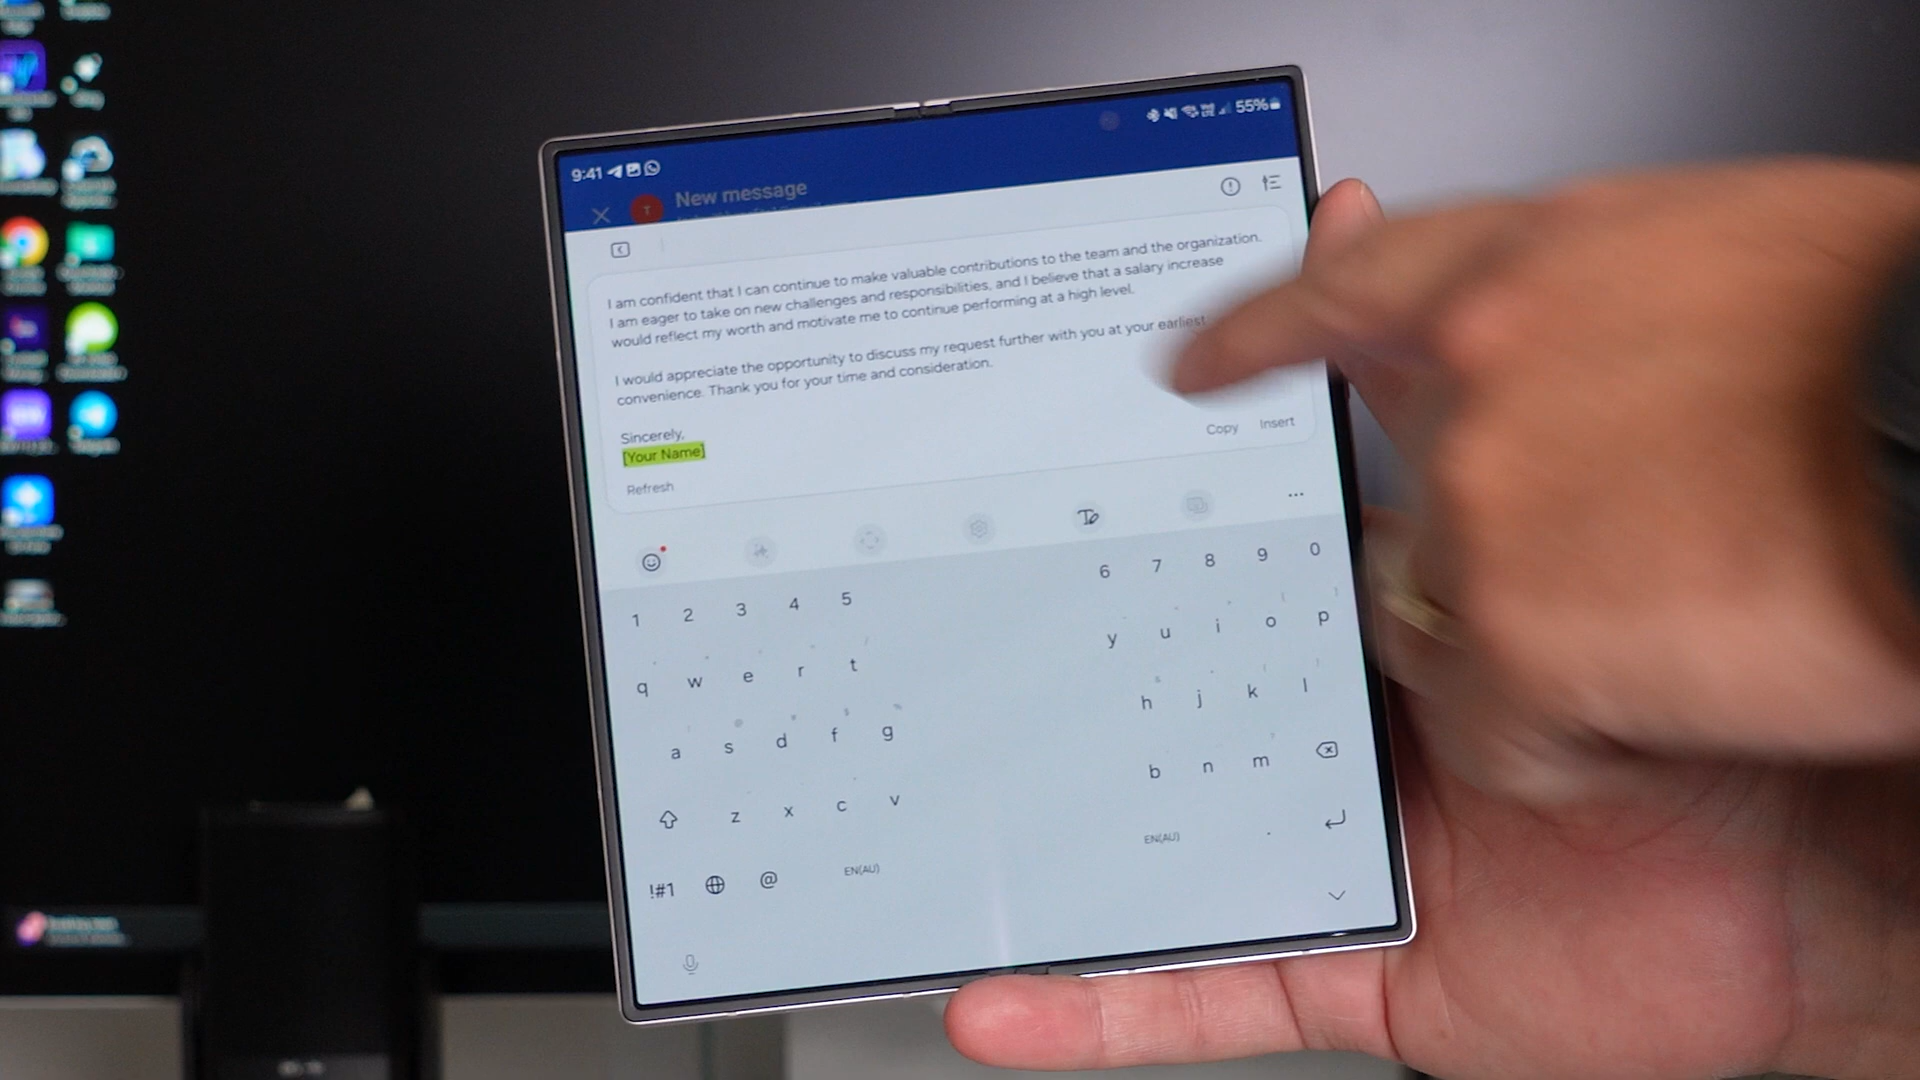 9:41
55%
New message
T
I am confident that I can continue to make valuable contributions to the team and the organization.
I am eager to take on new challenges and responsibilities, and I believe that a salary increase
would reflect my worth and motivate me to continue performing at a high level.
I would appreciate the opportunity to discuss my request further with you at your earliest
convenience. Thank you for your time and consideration.
Sincerely,
[Your Name]
Copy Insert
Refresh
1 2 3 4 5 6 7 8 9 0
q w e r t y u i o p
a s d f g h j k l
z x c v b n m
!#1 @ EN(AU) EN(AU) .